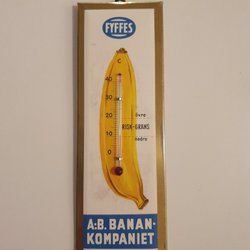 FYFFES
C
40
30
20
10
0
övre
RISK-GRÄNS
nedre
A.B. BANAN-
KOMPANIET